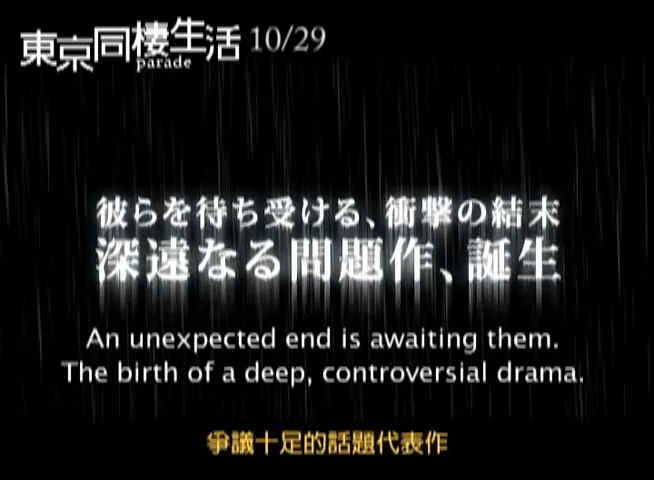 東京同棲生活 10/29
parade
彼らを待ち受ける、衝撃の結末
深遠なる問題作、誕生
An unexpected end is awaiting them.
The birth of a deep, controversial drama.
爭議十足的話題代表作